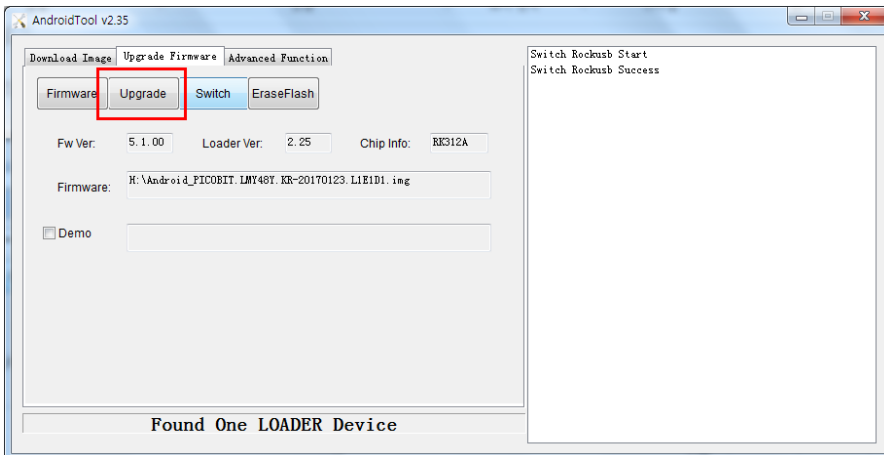 AndroidTool v2.35
Download Image Upgrade Firmware Advanced Function
Firmware Upgrade Switch EraseFlash
Fw Ver: 5.1.00 Loader Ver: 2.25 Chip Info: RK312A
Firmware: H:\Android_PICOBIT.LMY48Y.KR-20170123.L1E1D1.img
Demo
Found One LOADER Device
Switch Rockusb Start
Switch Rockusb Success